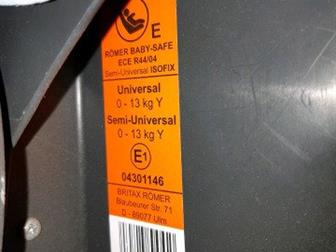 E
RÖMER BABY-SAFE
ECE R44/04
Semi-Universal ISOFIX
Universal
0 - 13 kg Y
Semi-Universal
0 - 13 kg Y
E1
04301146
BRITAX RÖMER
Blaubeurer Str. 71
D - 89077 Ulm